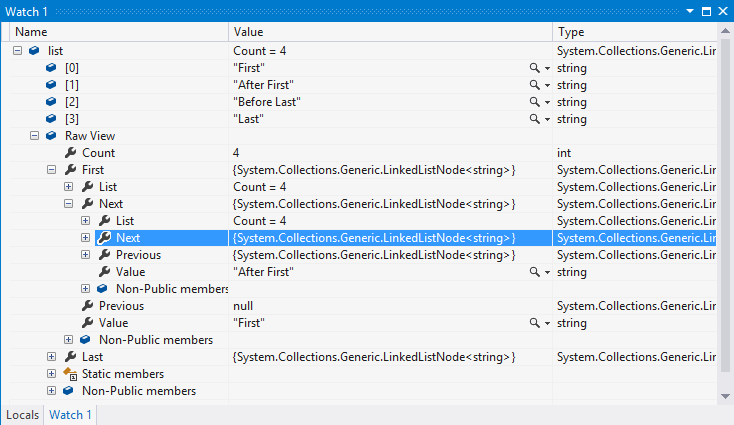 Watch 1
Name Value Type
list Count = 4 System.Collections.Generic.Lin
[0] "First" string
[1] "After First" string
[2] "Before Last" string
[3] "Last" string
Raw View
Count 4 int
First {System.Collections.Generic.LinkedListNode<string>} System.Collections.Generic.Lin
List Count = 4 System.Collections.Generic.Lin
Next {System.Collections.Generic.LinkedListNode<string>} System.Collections.Generic.Lin
List Count = 4 System.Collections.Generic.Lin
Next {System.Collections.Generic.LinkedListNode<string>} System.Collections.Generic.Lin
Previous {System.Collections.Generic.LinkedListNode<string>} System.Collections.Generic.Lin
Value "After First" string
Non-Public members
Previous null System.Collections.Generic.Lin
Value "First" string
Non-Public members
Last {System.Collections.Generic.LinkedListNode<string>} System.Collections.Generic.Lin
Static members
Non-Public members
Locals Watch 1